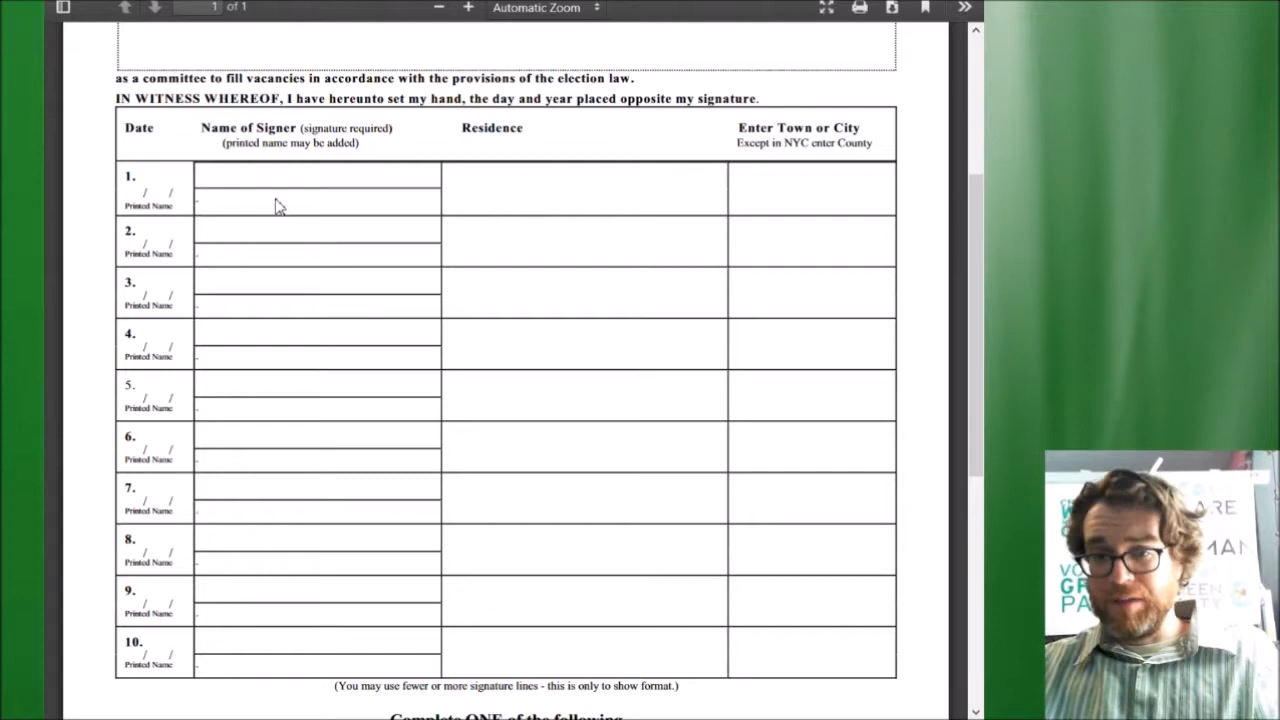 1 of 1
Automatic Zoom
as a committee to fill vacancies in accordance with the provisions of the election law.
IN WITNESS WHEREOF, I have hereunto set my hand, the day and year placed opposite my signature.
Date Name of Signer (signature required) Residence Enter Town or City
(printed name may be added) Except in NYC enter County
1.
/ /
Printed Name
2.
/ /
Printed Name
3.
/ /
Printed Name
4.
/ /
Printed Name
5.
/ /
Printed Name
6.
/ /
Printed Name
7.
/ /
Printed Name
8.
/ /
Printed Name
9.
/ /
Printed Name
10.
/ /
Printed Name
(You may use fewer or more signature lines - this is only to show format.)
Complete ONE of the following